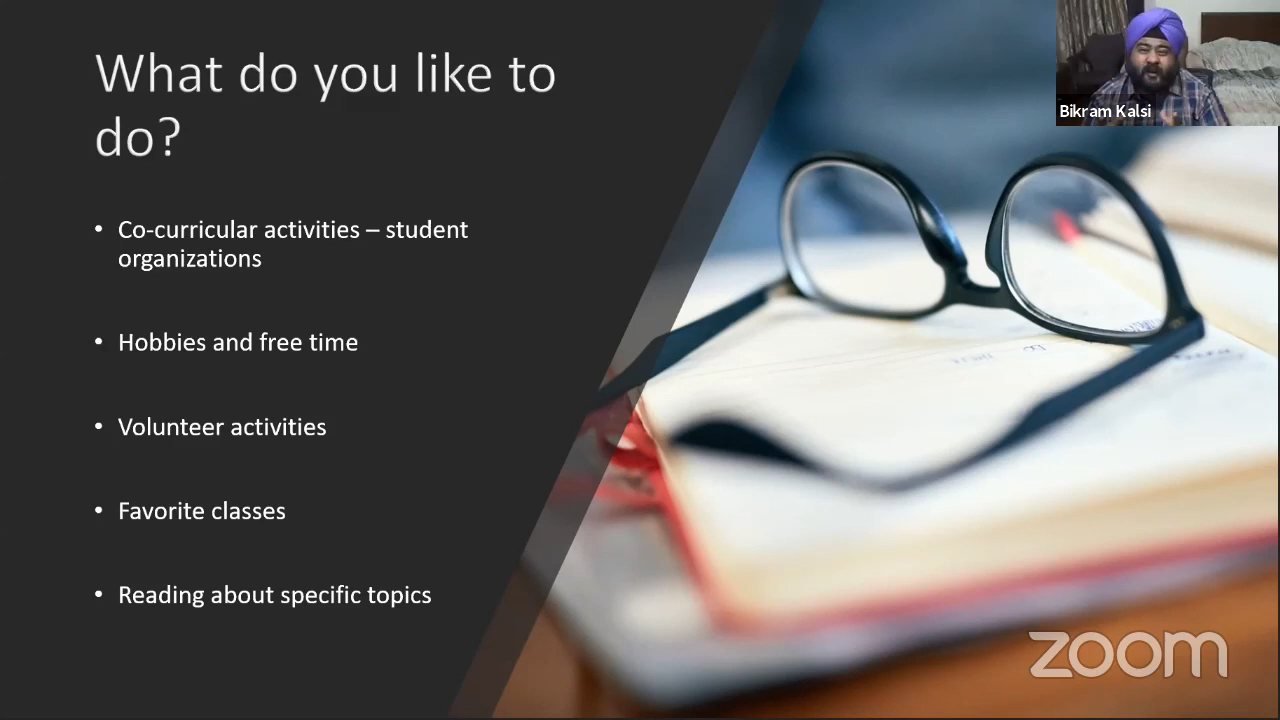 What do you like to
do?
• Co-curricular activities – student
organizations
• Hobbies and free time
• Volunteer activities
• Favorite classes
• Reading about specific topics
Bikram Kalsi
zoom